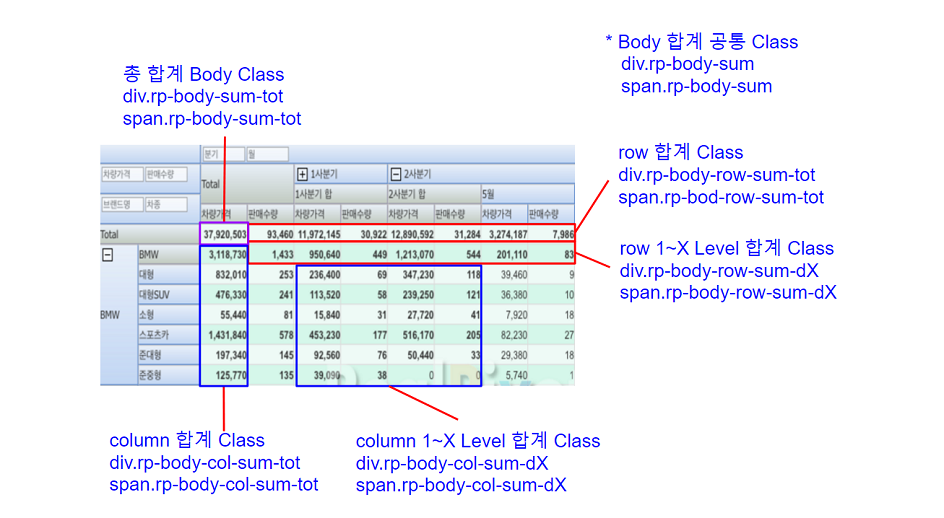 * Body 합계 공통 Class
div.rp-body-sum
span.rp-body-sum
총 합계 Body Class
div.rp-body-sum-tot
span.rp-body-sum-tot
row 합계 Class
div.rp-body-row-sum-tot
span.rp-bod-row-sum-tot
row 1~X Level 합계 Class
div.rp-body-row-sum-dX
span.rp-body-row-sum-dX
분기 월
차량가격 판매수량 Total 1사분기 2사분기
브랜드명 차종 1사분기 합 2사분기 합 5월
차량가격 판매수량 차량가격 판매수량 차량가격 판매수량 차량가격 판매수량
Total 37,920,503 93,460 11,972,145 30,922 12,890,592 31,284 3,274,187 7,986
BMW 3,118,730 1,433 950,640 449 1,213,070 544 201,110 83
대형 832,010 253 236,400 69 347,230 118 39,460 9
대형SUV 476,330 241 113,520 58 239,250 121 36,380 10
BMW 소형 55,440 81 15,840 31 27,720 41 7,920 18
스포츠카 1,431,840 578 453,230 177 516,170 205 82,230 27
준대형 197,340 145 92,560 76 50,440 33 29,380 18
준중형 125,770 135 39,090 38 0 0 5,740 1
column 합계 Class
div.rp-body-col-sum-tot
span.rp-body-col-sum-tot
column 1~X Level 합계 Class
div.rp-body-col-sum-dX
span.rp-body-col-sum-dX